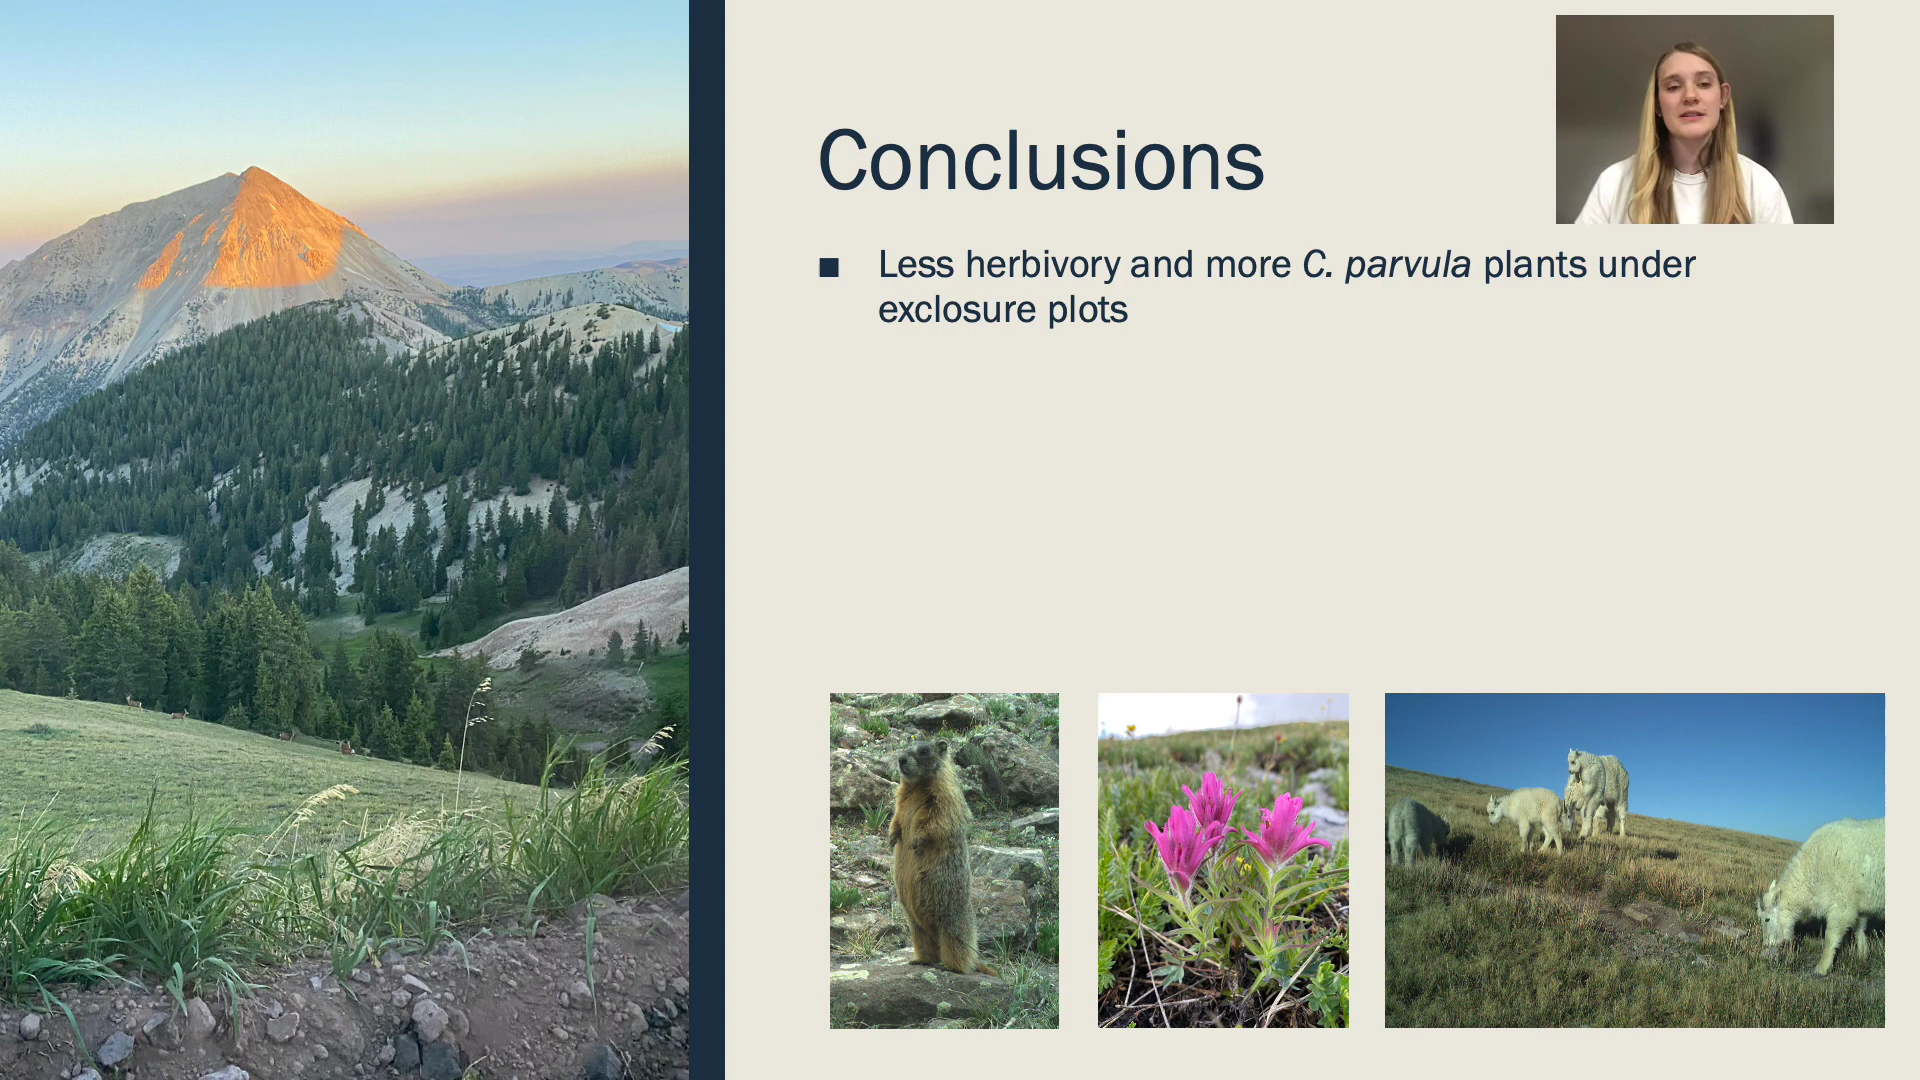 Conclusions
■ Less herbivory and more C. parvula plants under
exclosure plots